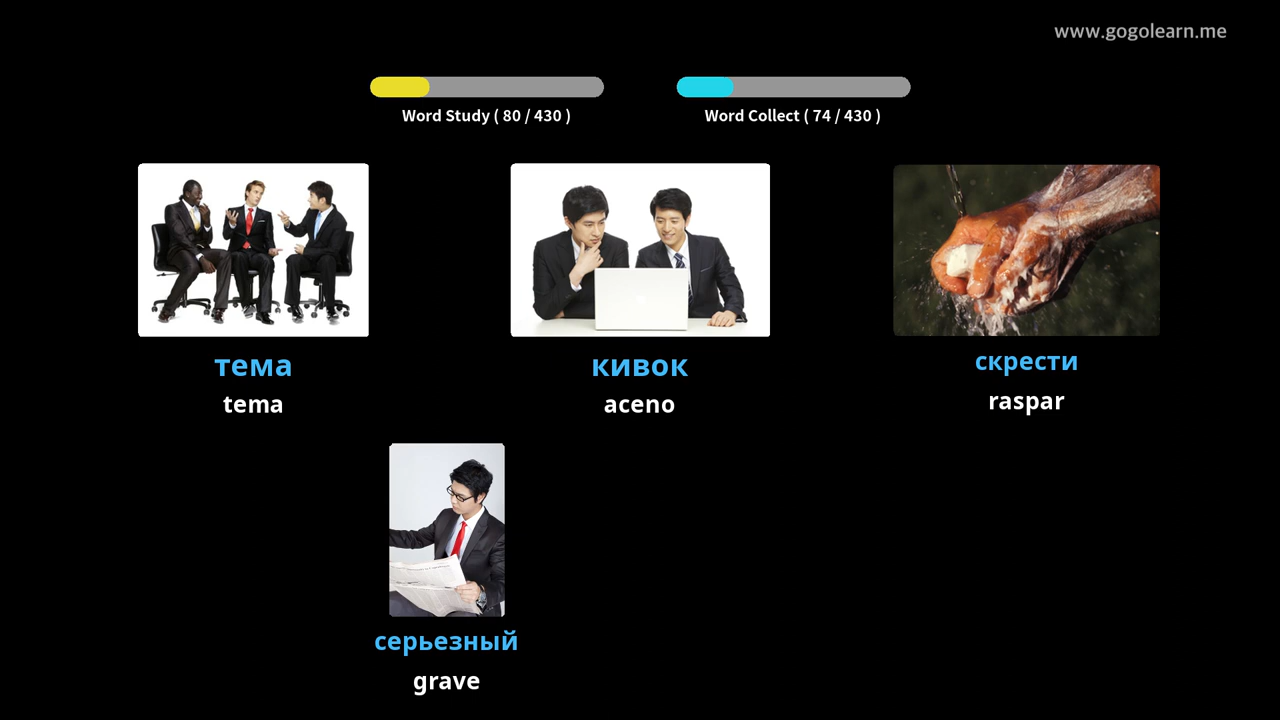 www.gogolearn.me
Word Study ( 80 / 430 )
Word Collect ( 74 / 430 )
тема
tema
кивок
aceno
скрести
raspar
серьезный
grave